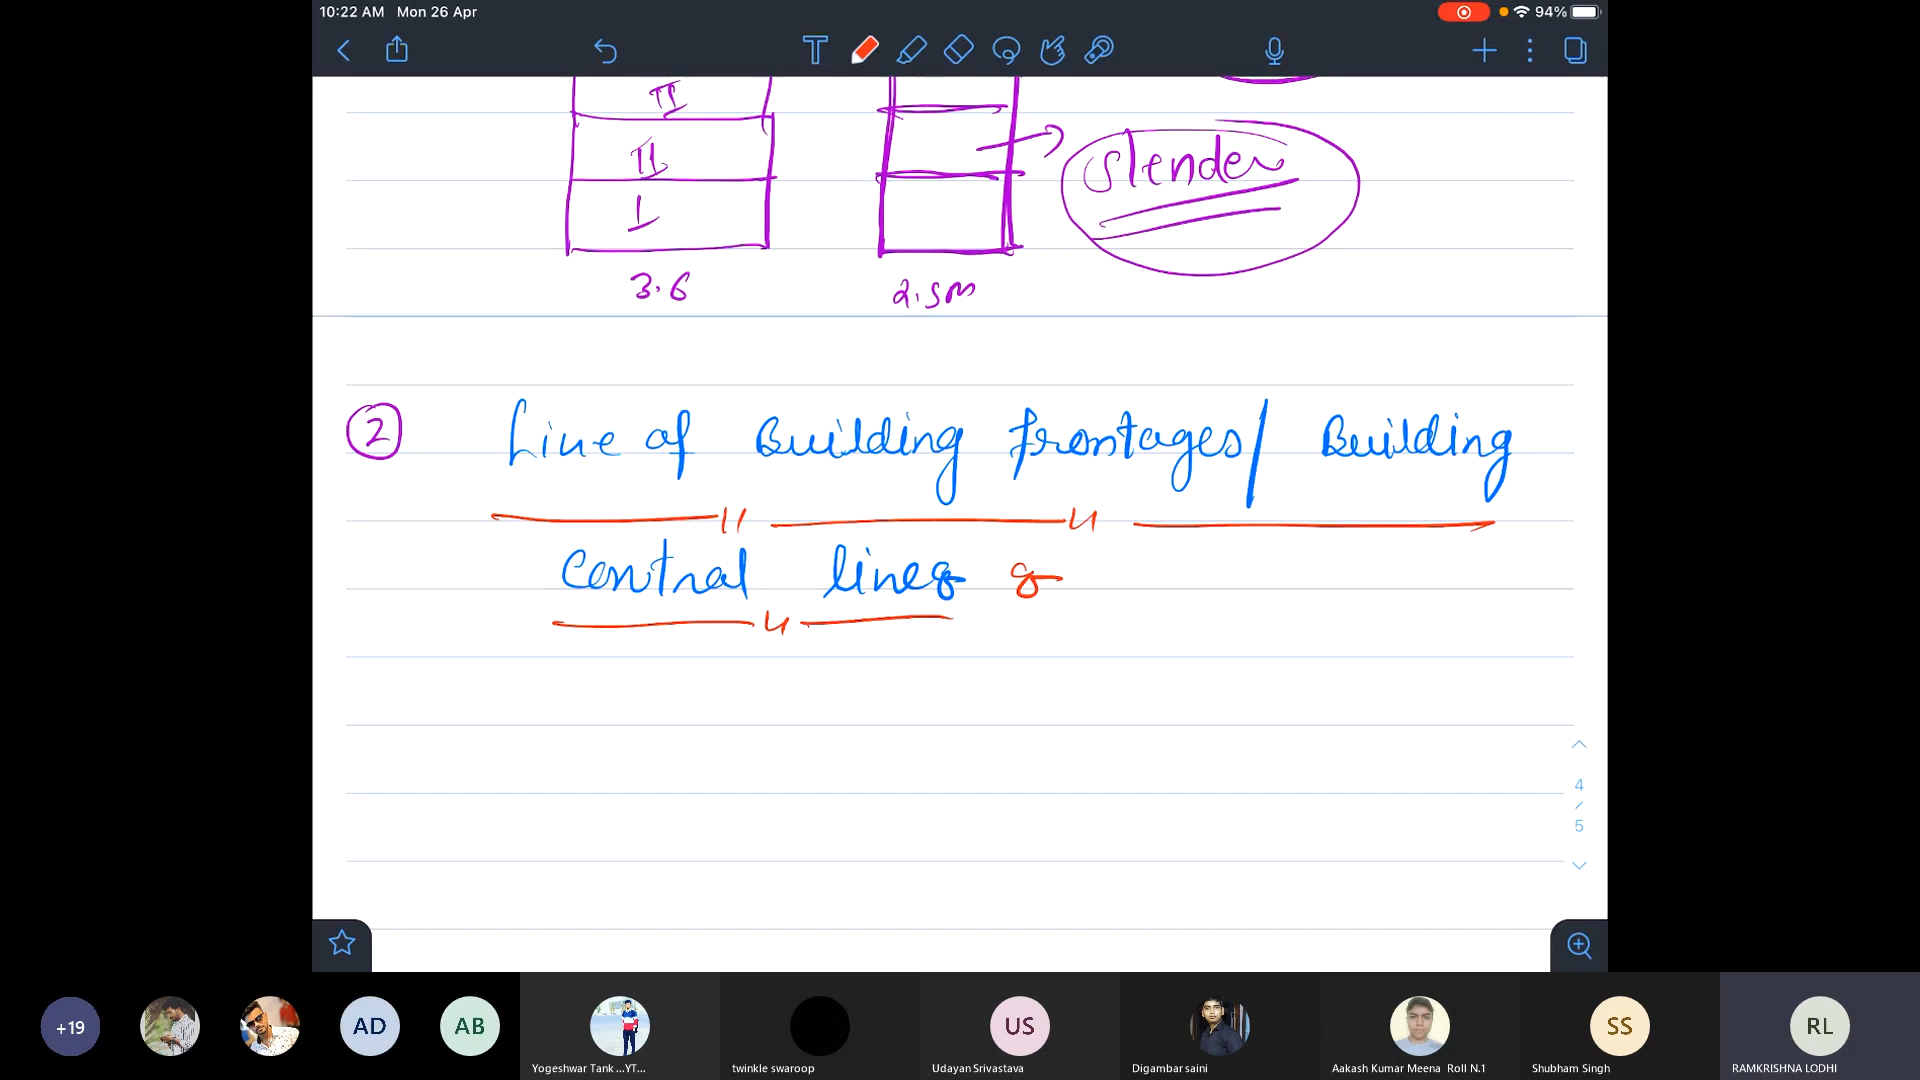 10:22 AM Mon 26 Apr
94%
II
II
I
Slender
3.6
2.5m
2 Line of Building frontages/ Building
central lines
4
/
5
+19
AD
AB
US
SS
RL
Yogeshwar Tank ...YT...
twinkle swaroop
Udayan Srivastava
Digambar saini
Aakash Kumar Meena Roll N.1
Shubham Singh
RAMKRISHNA LODHI